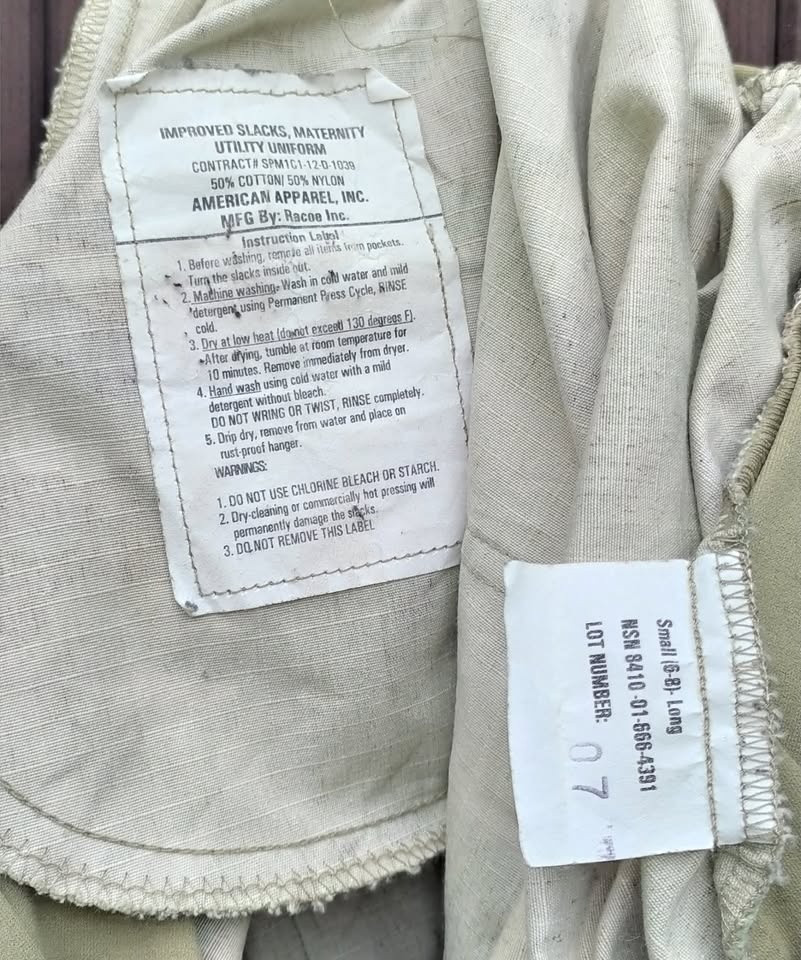 IMPROVED SLACKS, MATERNITY
UTILITY UNIFORM
CONTRACT# SPM1C1-12-D-1039
50% COTTON/ 50% NYLON
AMERICAN APPAREL, INC.
MFG By: Racoe Inc.
Instruction Label
1. Before washing, remove all items from pockets.
Turn the slacks inside out.
2. Machine washing: Wash in cold water and mild
detergent using Permanent Press Cycle, RINSE
cold.
3. Dry at low heat (do not exceed 130 degrees F).
After drying, tumble at room temperature for
10 minutes. Remove immediately from dryer.
4. Hand wash using cold water with a mild
detergent without bleach.
DO NOT WRING OR TWIST, RINSE completely.
5. Drip dry, remove from water and place on
rust-proof hanger.
WARNINGS:
1. DO NOT USE CHLORINE BLEACH OR STARCH.
2. Dry-cleaning or commercially hot pressing will
permanently damage the slacks.
3. DO NOT REMOVE THIS LABEL
Small (6-8)- Long
NSN 8410-01-666-4391
LOT NUMBER: 07